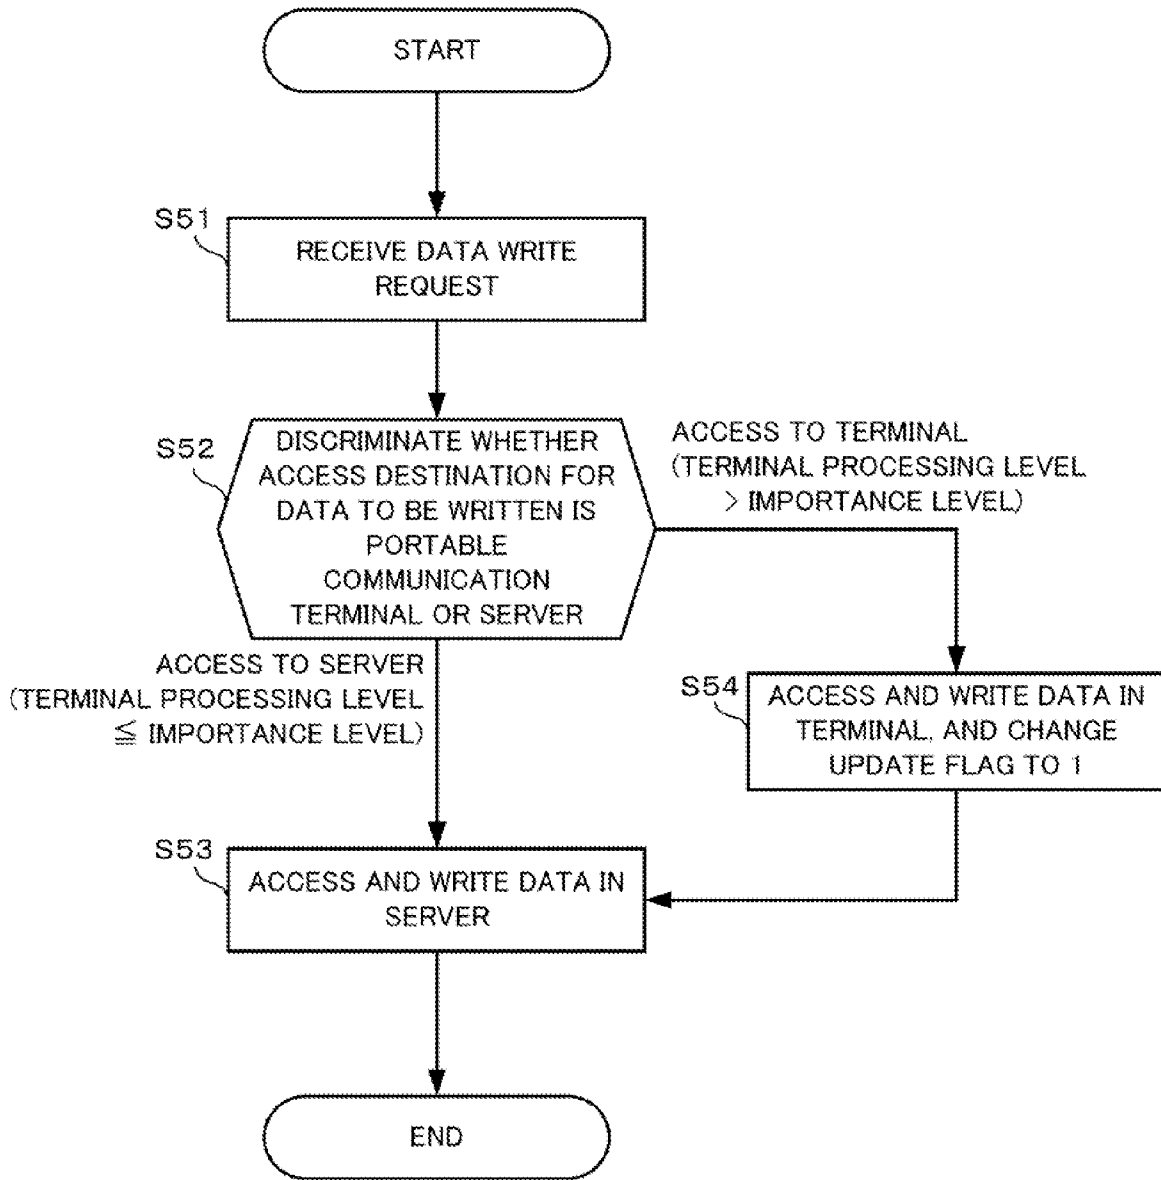 START
S51
RECEIVE DATA WRITE
REQUEST
S52
DISCRIMINATE WHETHER
ACCESS DESTINATION FOR
DATA TO BE WRITTEN IS
PORTABLE
COMMUNICATION
TERMINAL OR SERVER
ACCESS TO TERMINAL
(TERMINAL PROCESSING LEVEL
> IMPORTANCE LEVEL)
ACCESS TO SERVER
(TERMINAL PROCESSING LEVEL
≦ IMPORTANCE LEVEL)
S54
ACCESS AND WRITE DATA IN
TERMINAL, AND CHANGE
UPDATE FLAG TO 1
S53
ACCESS AND WRITE DATA IN
SERVER
END